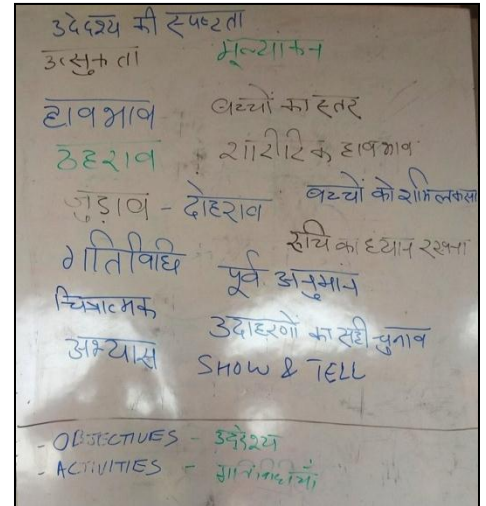 उद्देश्य की स्पष्टता
उत्सुकता मूल्यांकन
हावभाव बच्चों का स्तर
ठहराव शारीरिक हावभाव
जुड़ाव - दोहराव बच्चों को शामिल करना
गतिविधि रुचि का ध्यान रखना
पूर्व अनुमान
चित्रात्मक
उदाहरणों का सही चुनाव
अभ्यास SHOW & TELL
- OBJECTIVES - उद्देश्य
- ACTIVITIES - गतिविधियाँ